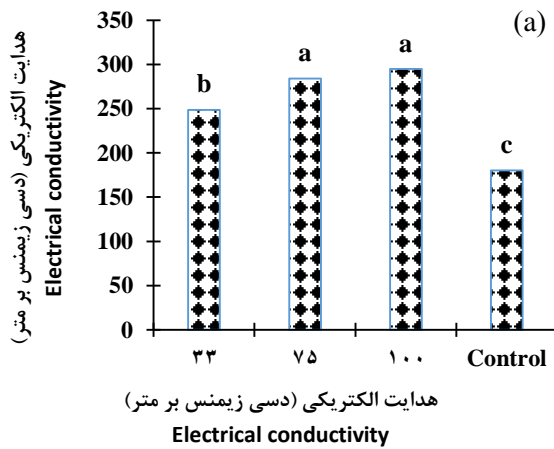 (a)
350
300
250
200
150
100
50
0
b
a
a
c
هدایت الکتریکی (دسی زیمنس بر متر)
Electrical conductivity
۳۳ ۷۵ ۱۰۰ Control
هدایت الکتریکی (دسی زیمنس بر متر)
Electrical conductivity